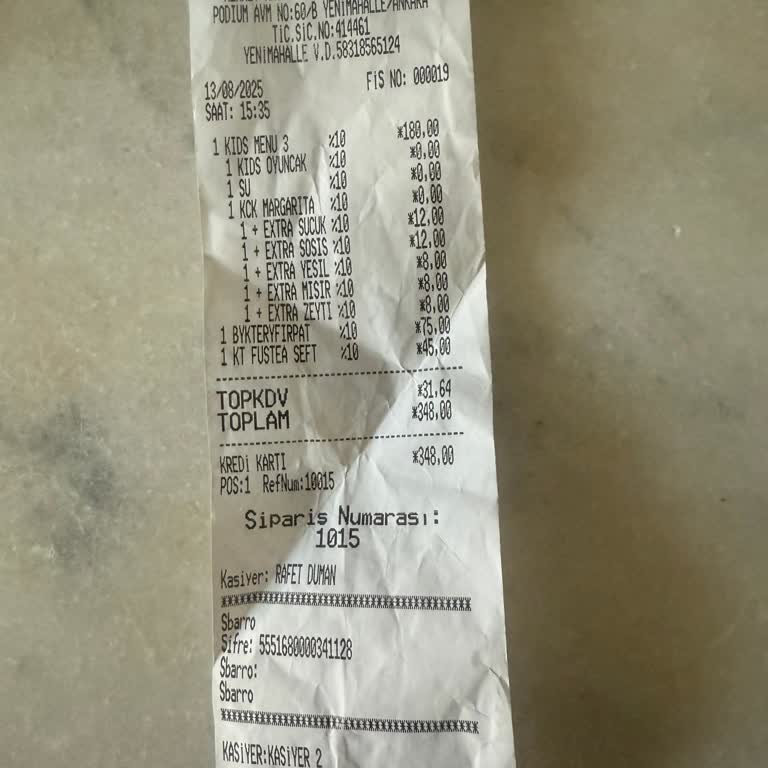 PODIUM AVM NO:60/B YENİMAHALLE/ANKARA
TiC.SiC.NO:414461
YENİMAHALLE V.D.58318565124
13/08/2025 FiS NO: 000019
SAAT: 15:35
1 KIDS MENU 3 %10 *180,00
1 KIDS OYUNCAK %10 *0,00
1 SU %10 *0,00
1 KCK MARGARITA %10 *0,00
1 + EXTRA SUCUK %10 *12,00
1 + EXTRA SOSIS %10 *12,00
1 + EXTRA YESIL %10 *8,00
1 + EXTRA MISIR %10 *8,00
1 + EXTRA ZEYTI %10 *8,00
1 BYKTERYFIRPAT %10 *75,00
1 KT FUSTEA SEFT %10 *45,00
TOPKDV *31,64
TOPLAM *348,00
KREDi KARTI *348,00
POS:1 RefNum:10015
Siparis Numarası:
1015
Kasiyer: RAFET DUMAN
Sbarro
Sifre: 5551680000341128
Sbarro:
Sbarro
KASiYER:KASiYER 2